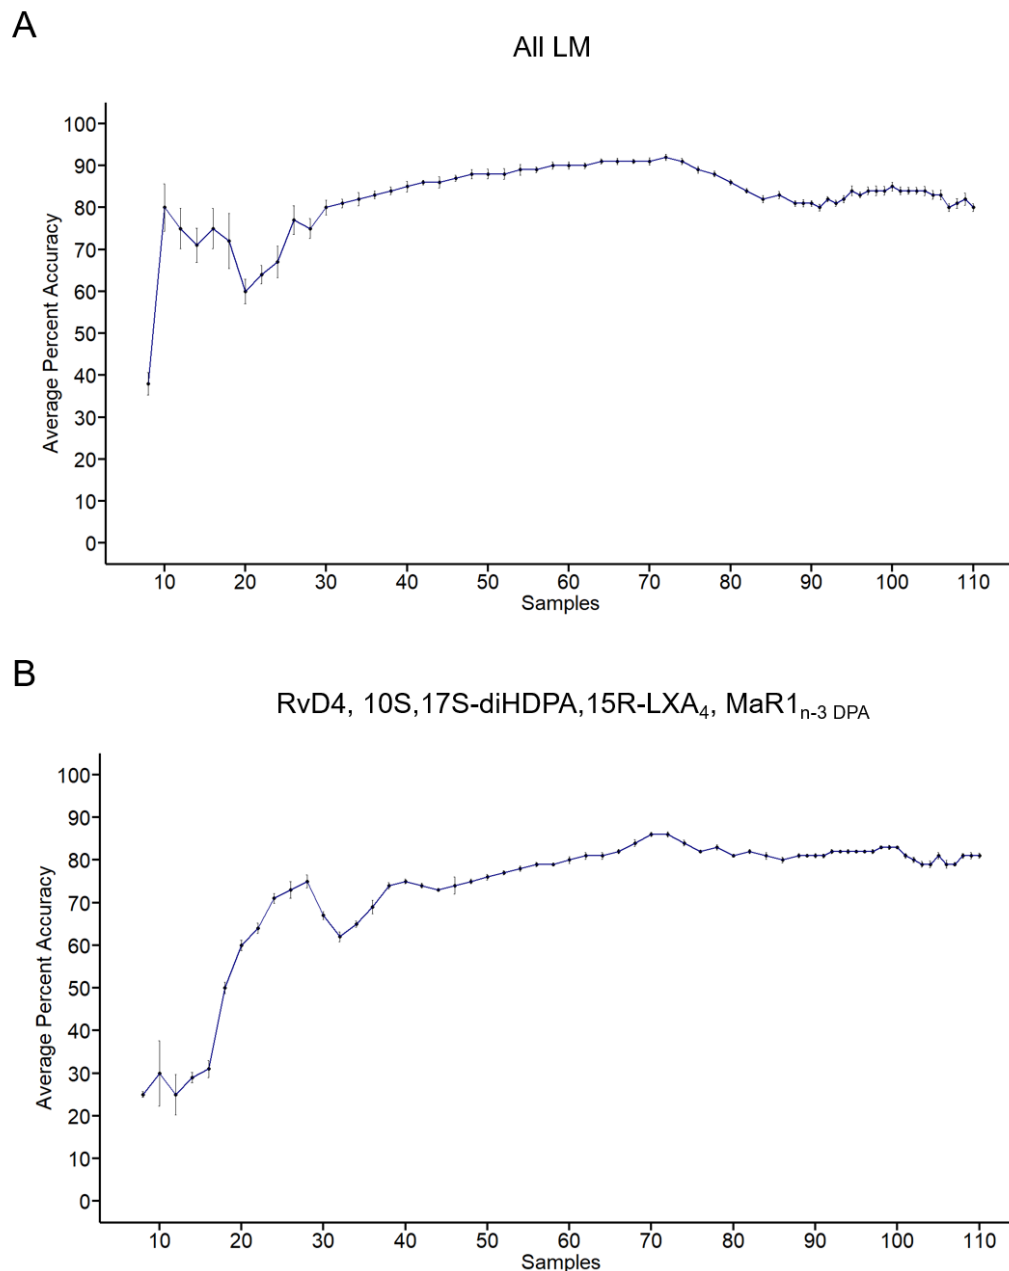 A
All LM
100
90
80
70
60
50
40
30
20
10
0
Average Percent Accuracy
10 20 30 40 50 60 70 80 90 100 110
Samples
B
RvD4, 10S,17S-diHDPA,15R-LXA₄, MaR1n-3 DPA
100
90
80
70
60
50
40
30
20
10
0
Average Percent Accuracy
10 20 30 40 50 60 70 80 90 100 110
Samples